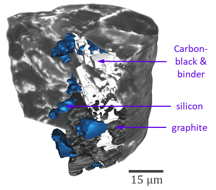 Carbon-
black &
binder
silicon
graphite
15 μm